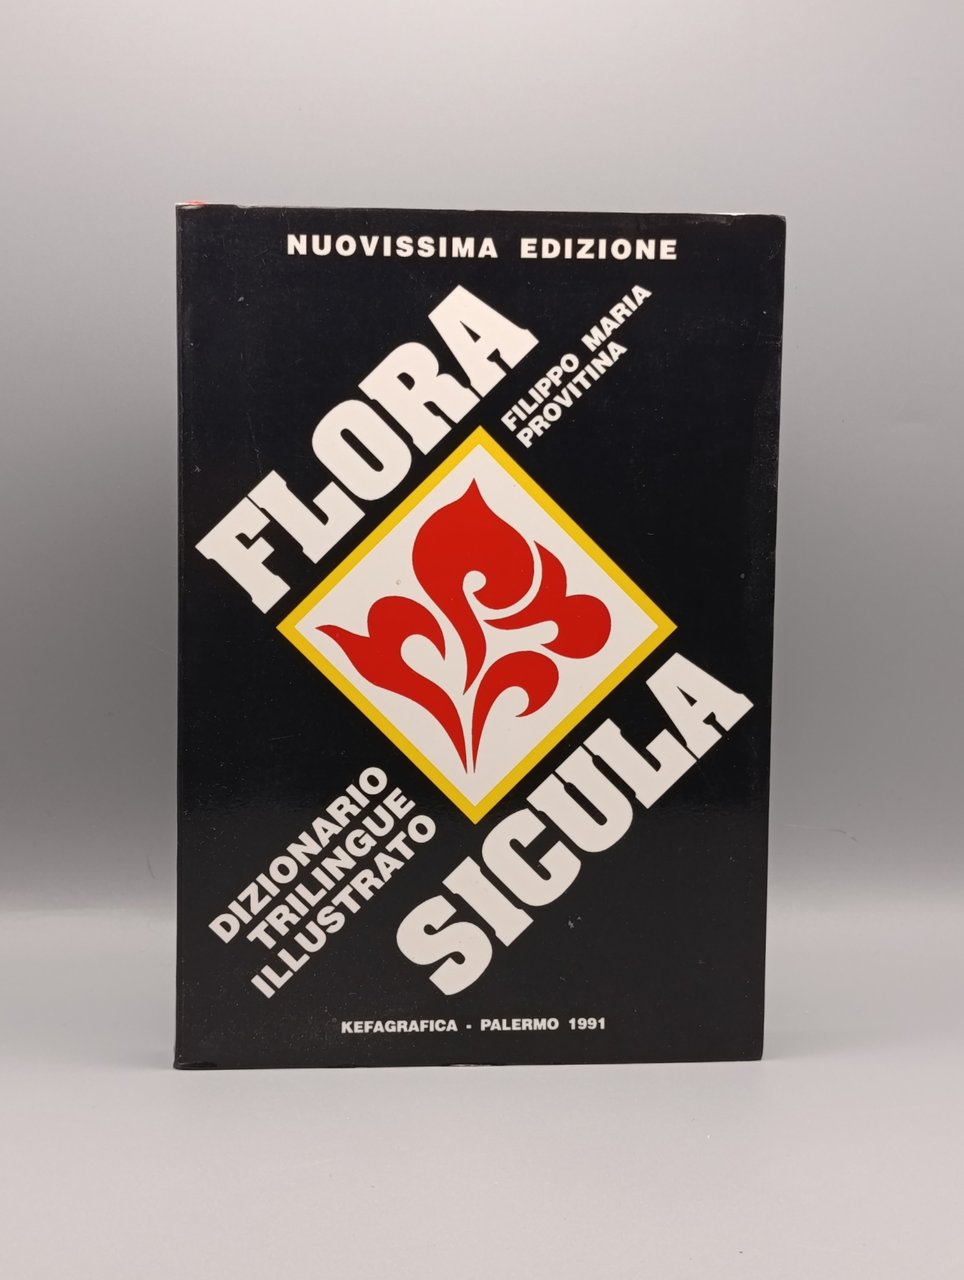 NUOVISSIMA EDIZIONE
FLORA
FILIPPO MARIA
PROVITINA
DIZIONARIO
TRILINGUE
ILLUSTRATO
SICULA
KEFAGRAFICA - PALERMO 1991